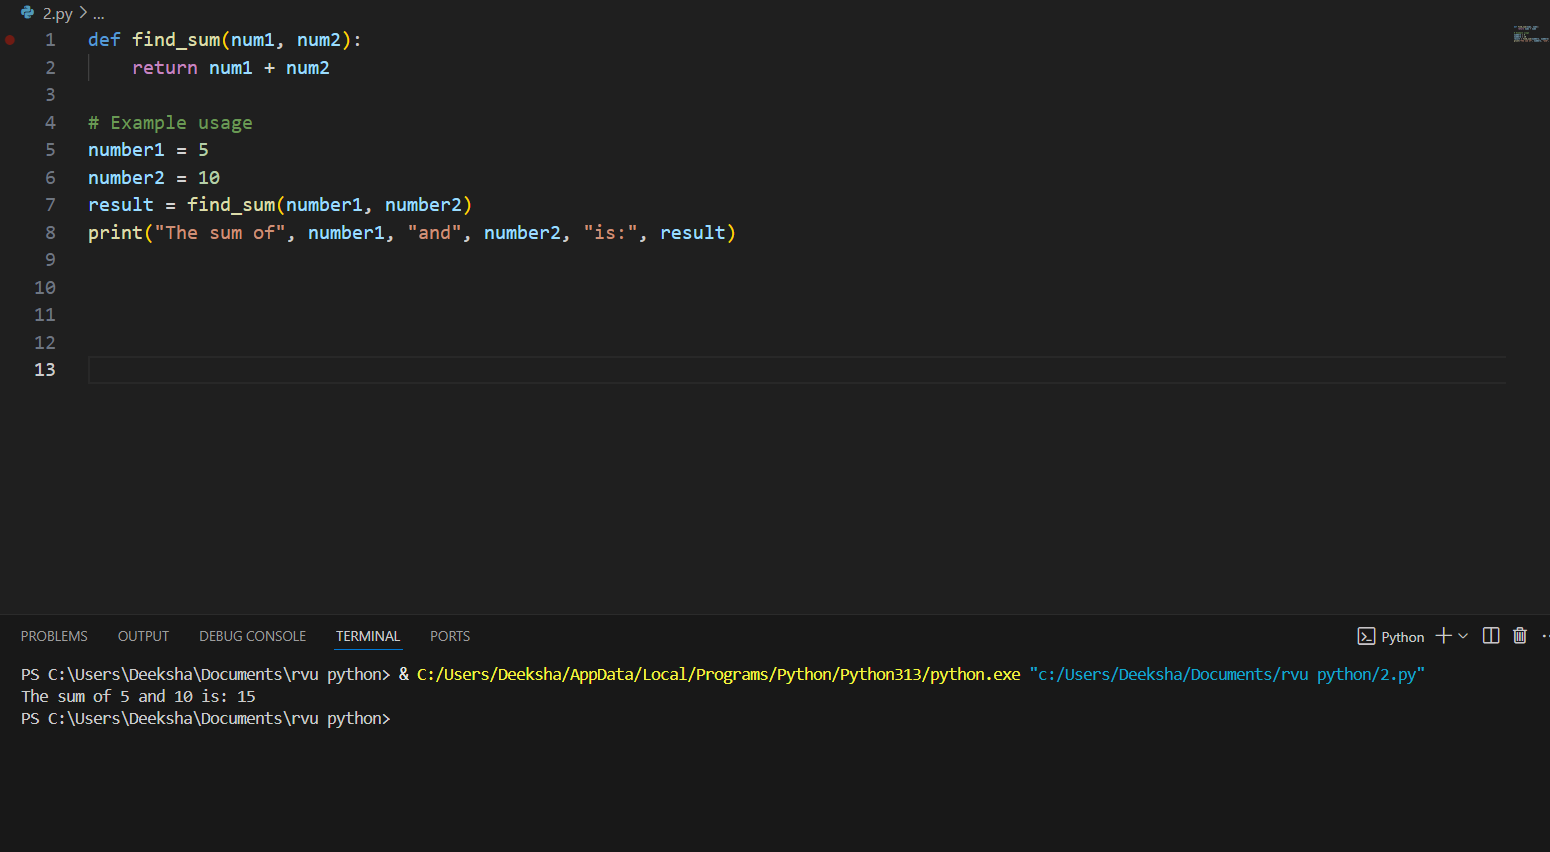 2.py > ...
1 def find_sum(num1, num2):
2     return num1 + num2
3
4 # Example usage
5 number1 = 5
6 number2 = 10
7 result = find_sum(number1, number2)
8 print("The sum of", number1, "and", number2, "is:", result)
9
10
11
12
13
PROBLEMS OUTPUT DEBUG CONSOLE TERMINAL PORTS Python
PS C:\Users\Deeksha\Documents\rvu python> & C:/Users/Deeksha/AppData/Local/Programs/Python/Python313/python.exe "c:/Users/Deeksha/Documents/rvu python/2.py"
The sum of 5 and 10 is: 15
PS C:\Users\Deeksha\Documents\rvu python>